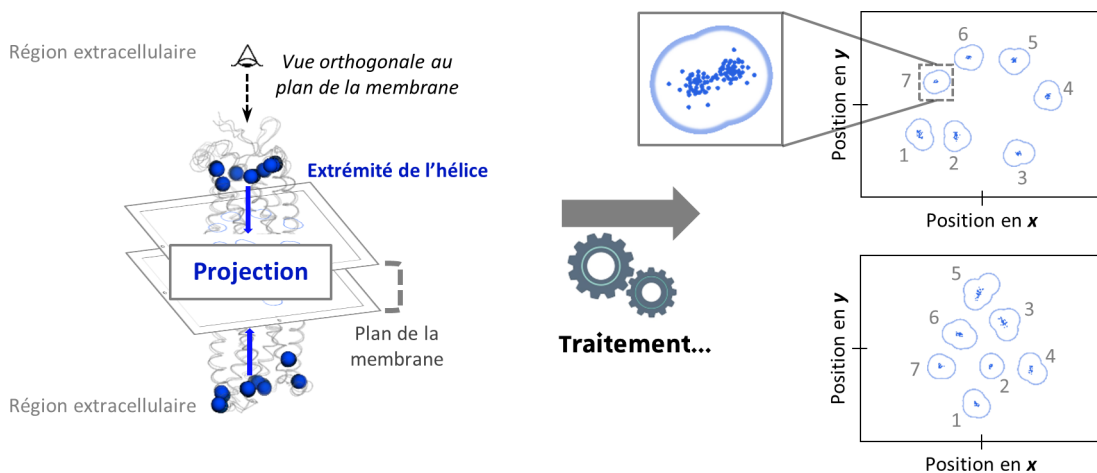 Région extracellulaire
Vue orthogonale au
plan de la membrane
Extrémité de l'hélice
Projection
Plan de la
membrane
Région extracellulaire
Traitement...
Position en y
6
5
7
4
1
2
3
Position en x
Position en y
5
3
6
7
4
2
1
Position en x